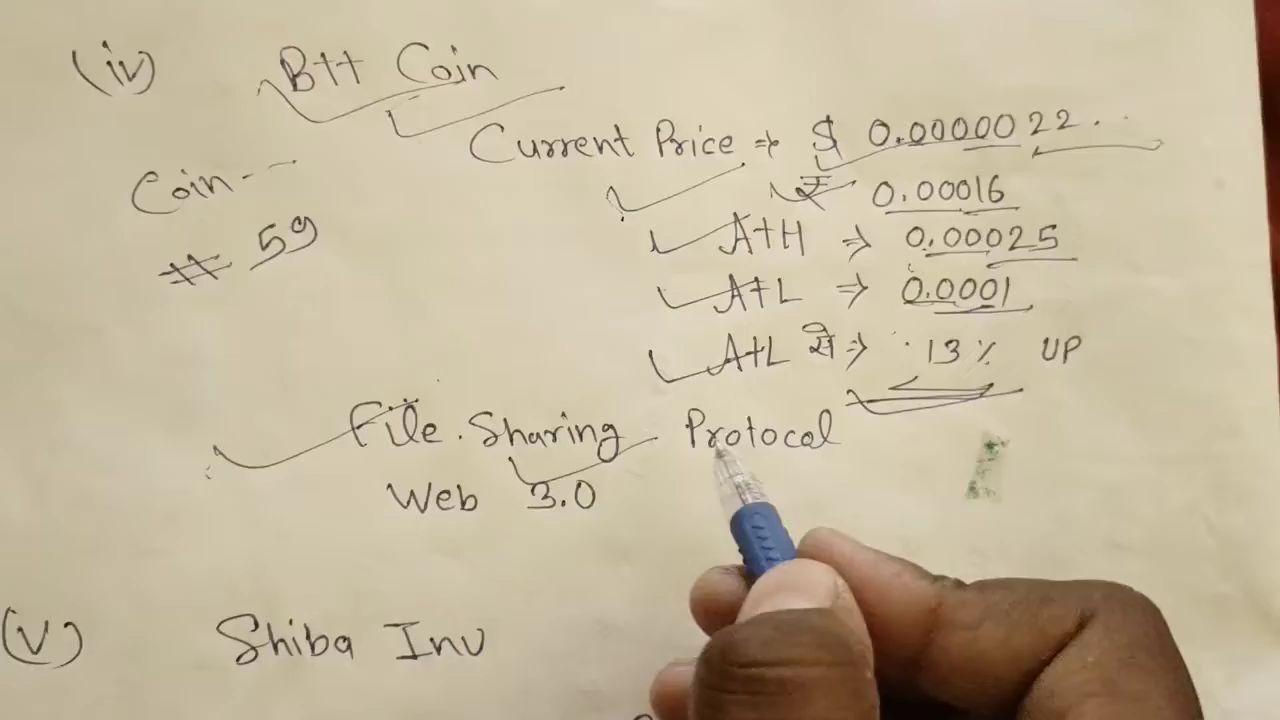 (iv) Btt Coin
Current Price ⇒ $ 0.0000022..
Coin--
₹ 0.00016
# 59
AtH ⇒ 0.00025
AtL ⇒ 0.0001
AtL से ⇒ 13% UP
File Sharing Protocol
Web 3.0
(v) Shiba Inu